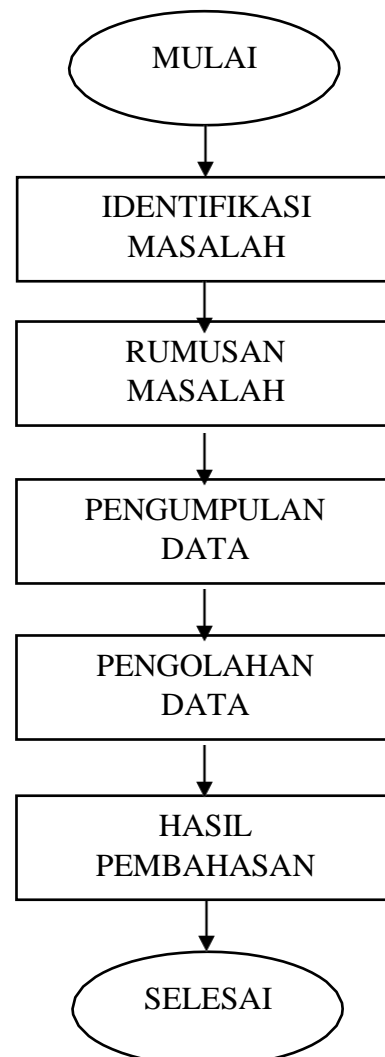 MULAI
IDENTIFIKASI
MASALAH
RUMUSAN
MASALAH
PENGUMPULAN
DATA
PENGOLAHAN
DATA
HASIL
PEMBAHASAN
SELESAI